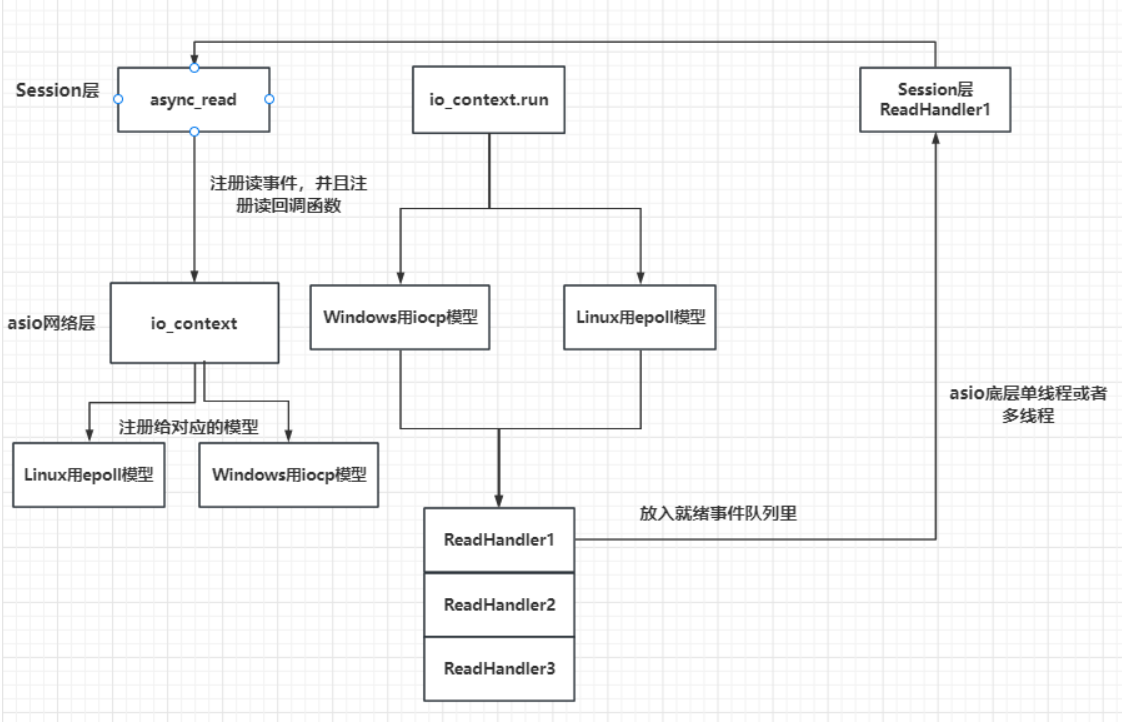 Session层
async_read
io_context.run
Session层
ReadHandler1
注册读事件，并且注
册读回调函数
asio网络层
io_context
Windows用iocp模型
Linux用epoll模型
asio底层单线程或者
多线程
注册给对应的模型
Linux用epoll模型
Windows用iocp模型
放入就绪事件队列里
ReadHandler1
ReadHandler2
ReadHandler3